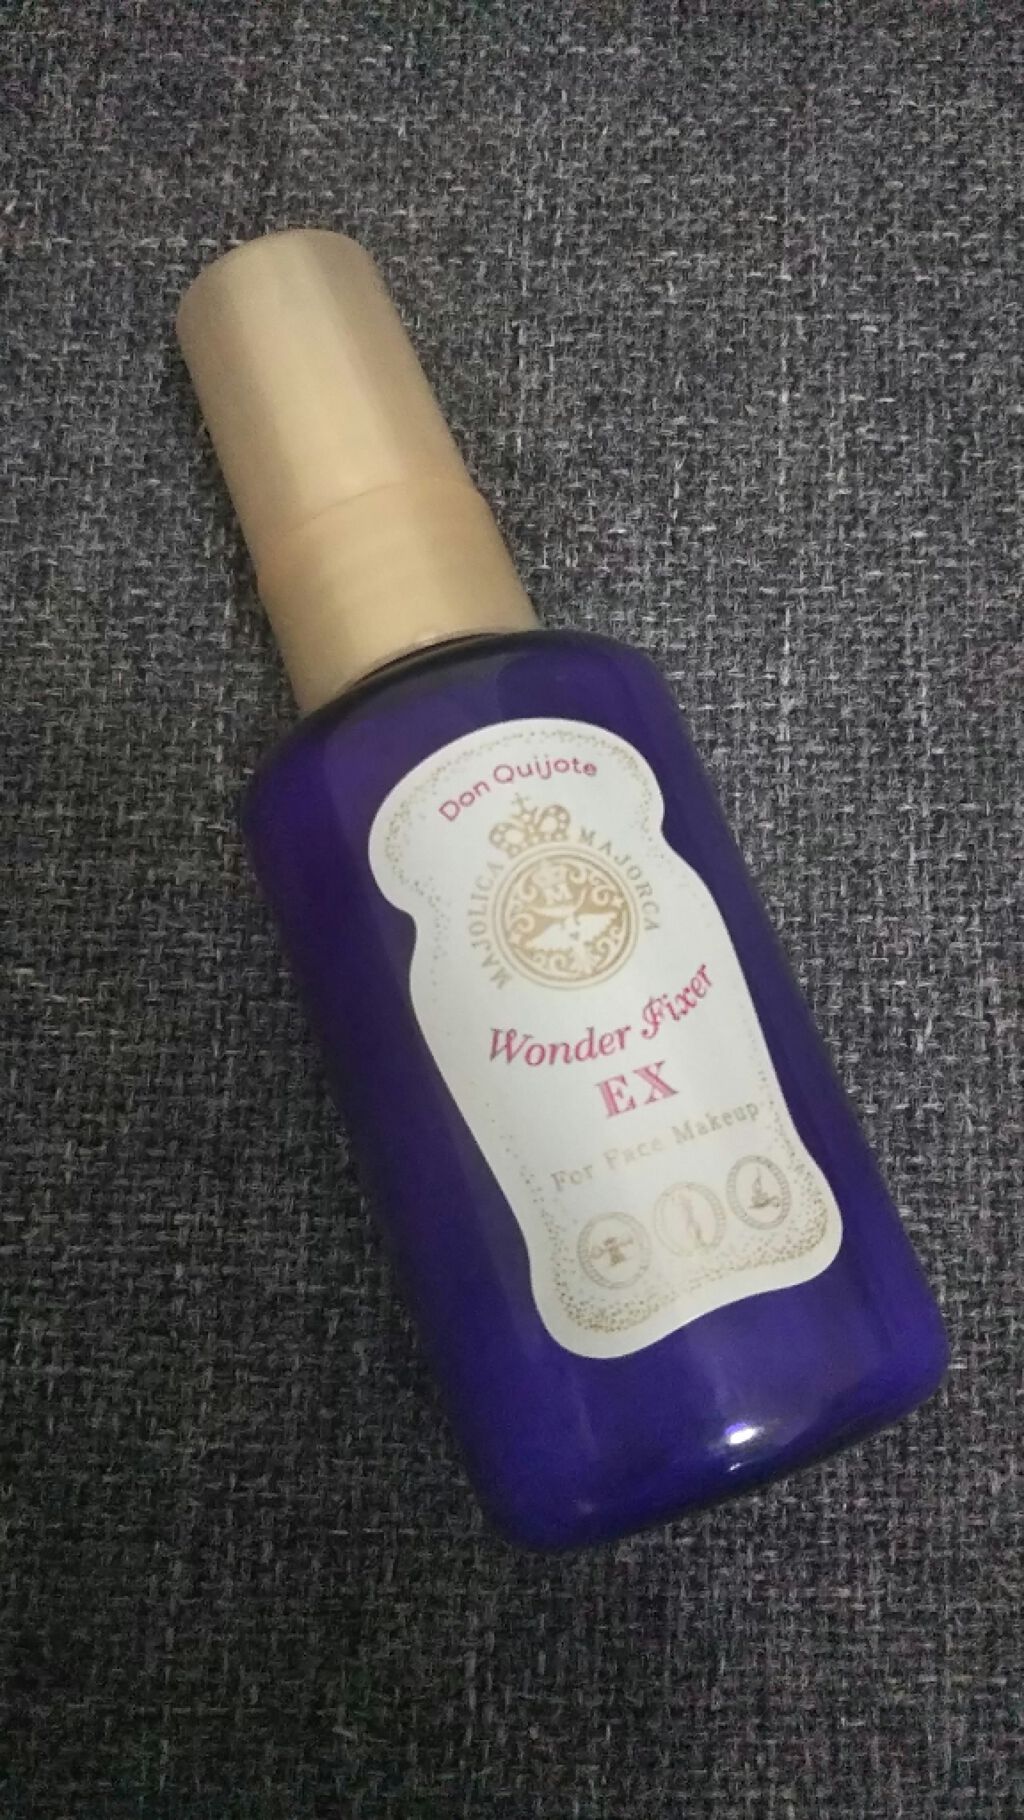 Don Quijote
MAJOLICA MAJORCA
Wonder Fixer
EX
For Face Makeup